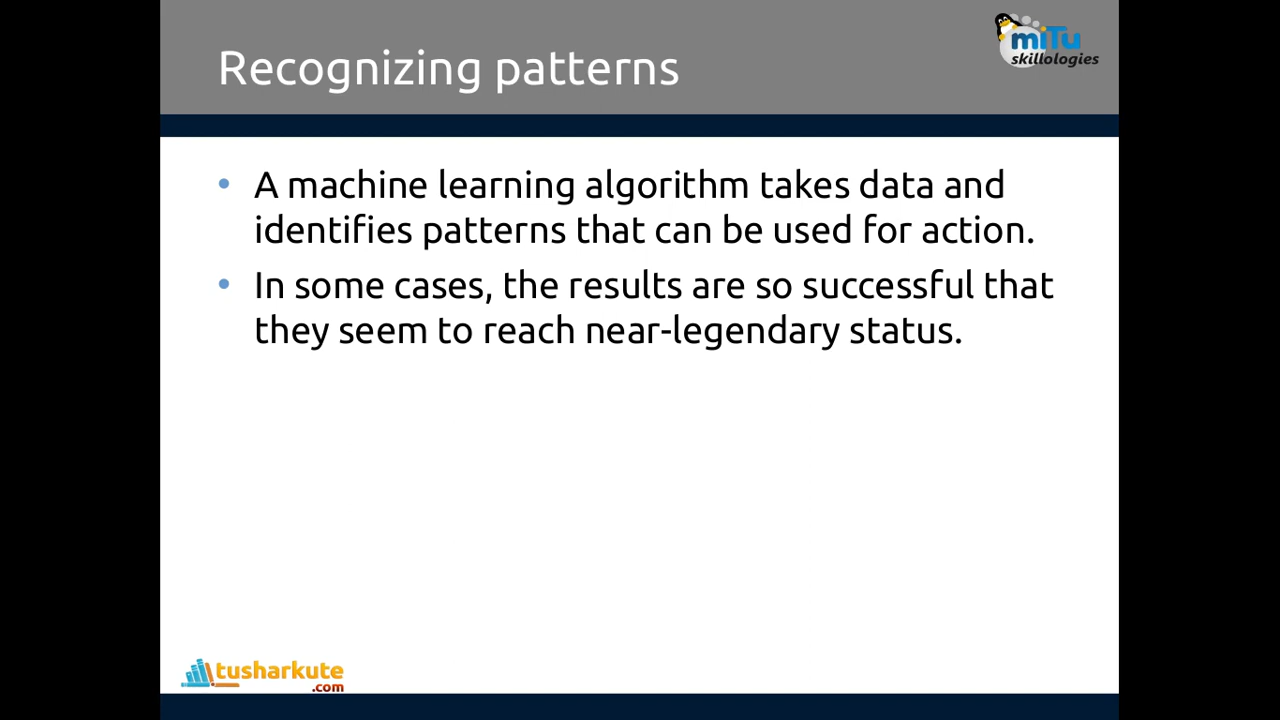 Recognizing patterns
miTu
skillologies
• A machine learning algorithm takes data and
identifies patterns that can be used for action.
• In some cases, the results are so successful that
they seem to reach near-legendary status.
tusharkute
.com